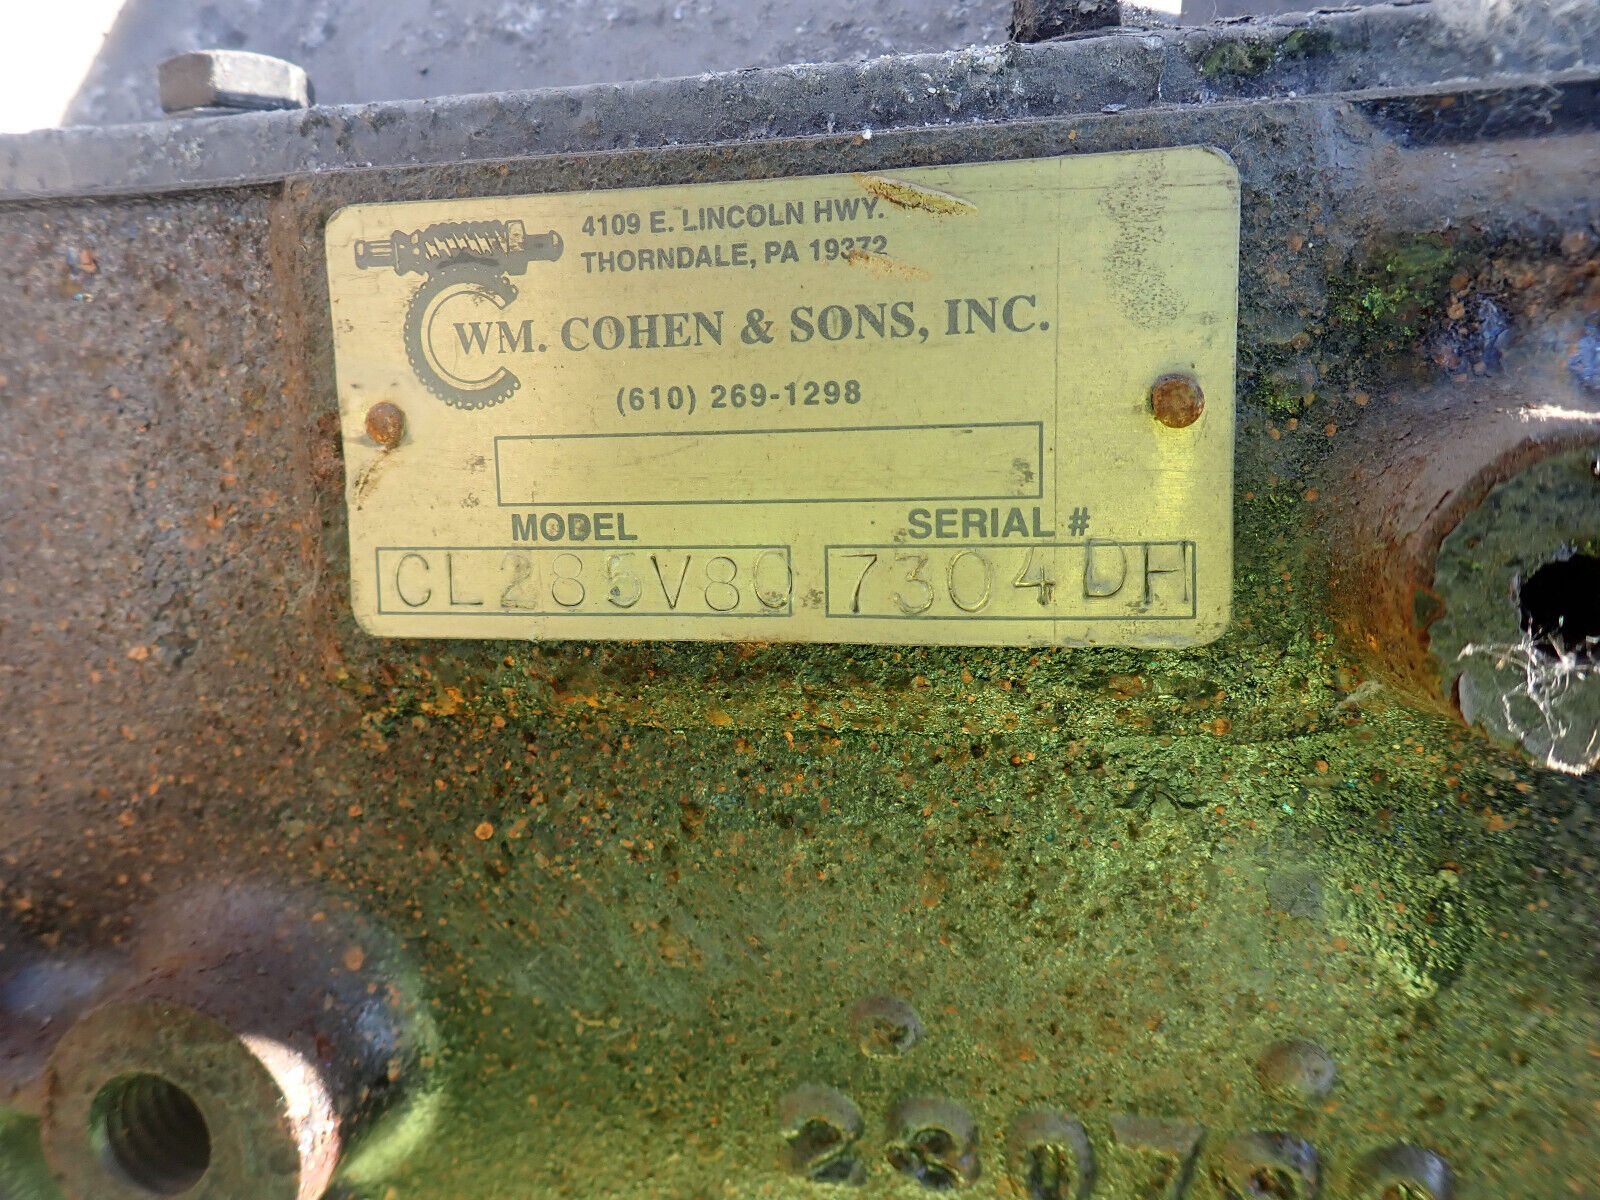 4109 E. LINCOLN HWY.
THORNDALE, PA 19372
WM. COHEN & SONS, INC.
(610) 269-1298
MODEL SERIAL #
CL285V80 7304DH